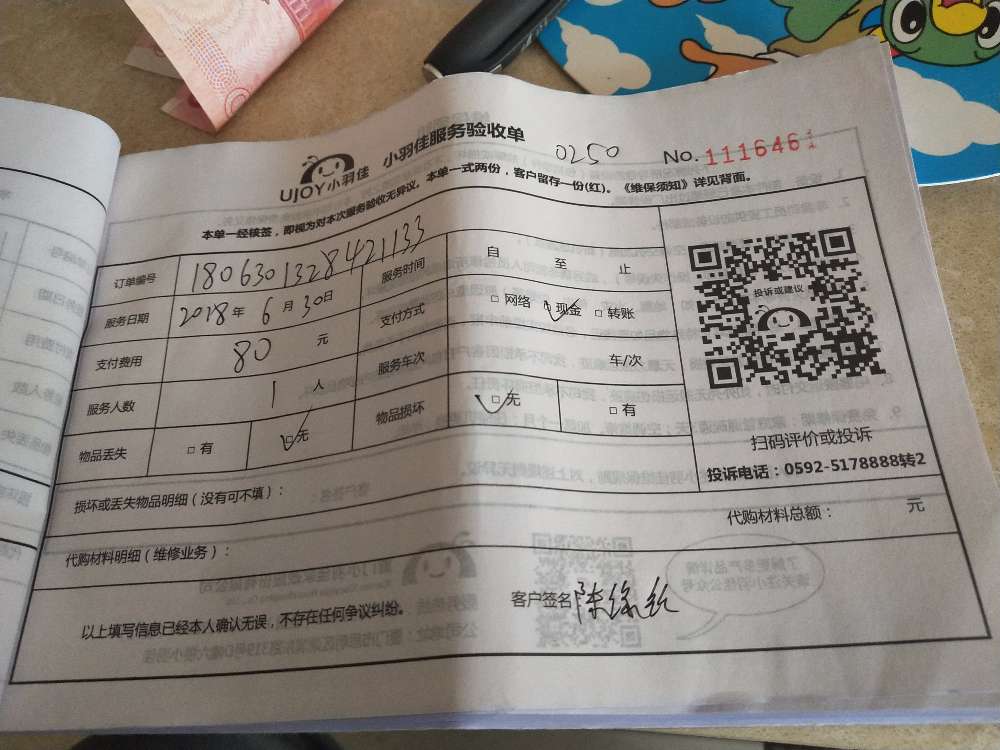 UJOY小羽佳 小羽佳服务验收单 0250 No.111646
本单一经核签，即视为对本次服务验收无异议。本单一式两份，客户留存一份(红)。《维保须知》详见背面。
订单编号 1806301328421133 服务时间 自 至 止
服务日期 2018年 6月 30日 支付方式 □ 网络 □ 现金 □ 转账
支付费用 80 元 服务车次 车/次
服务人数 1 人 物品损坏 □ 无 □ 有
物品丢失 □ 有 □ 无
投诉或建议
扫码评价或投诉
投诉电话：0592-5178888转2
损坏或丢失物品明细（没有可不填）：
代购材料明细（维修业务）： 代购材料总额： 元
以上填写信息已经本人确认无误，不存在任何争议纠纷。 客户签名